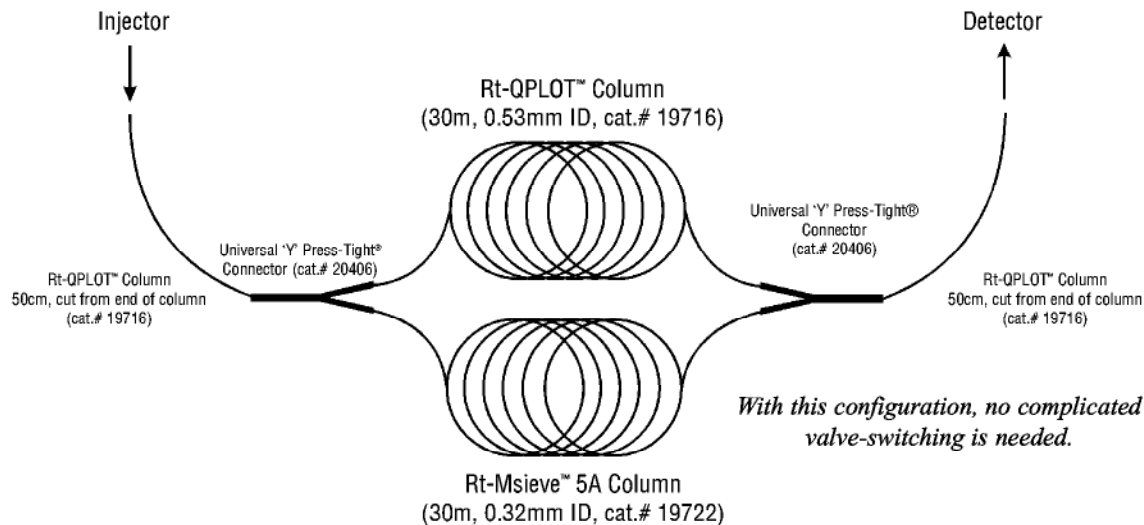 Injector
Detector
Rt-QPLOT™ Column
(30m, 0.53mm ID, cat.# 19716)
Universal ‘Y’ Press-Tight®
Connector (cat.# 20406)
Universal ‘Y’ Press-Tight®
Connector
(cat.# 20406)
Rt-QPLOT™ Column
50cm, cut from end of column
(cat.# 19716)
Rt-QPLOT™ Column
50cm, cut from end of column
(cat.# 19716)
With this configuration, no complicated
valve-switching is needed.
Rt-Msieve™ 5A Column
(30m, 0.32mm ID, cat.# 19722)